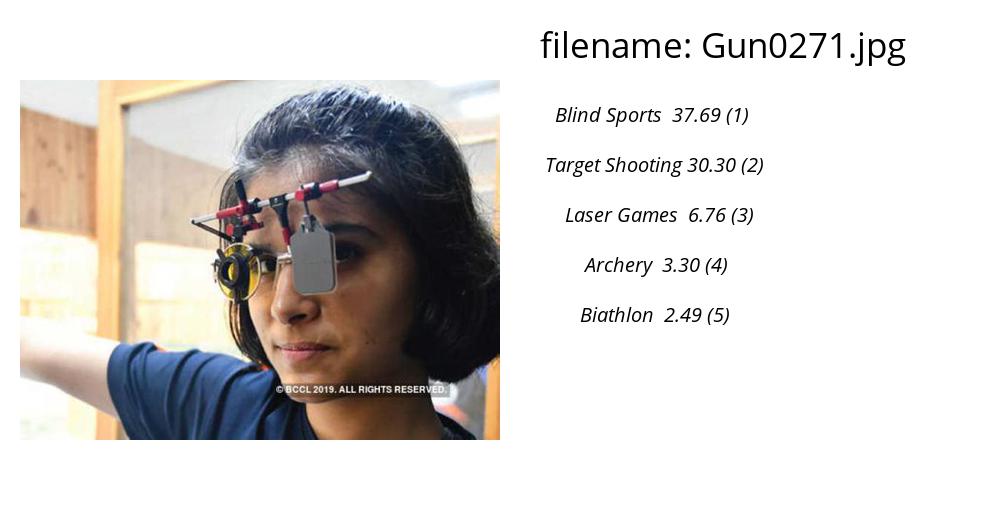 filename: Gun0271.jpg
Blind Sports 37.69 (1)
Target Shooting 30.30 (2)
Laser Games 6.76 (3)
Archery 3.30 (4)
Biathlon 2.49 (5)
© BCCL 2019. ALL RIGHTS RESERVED.